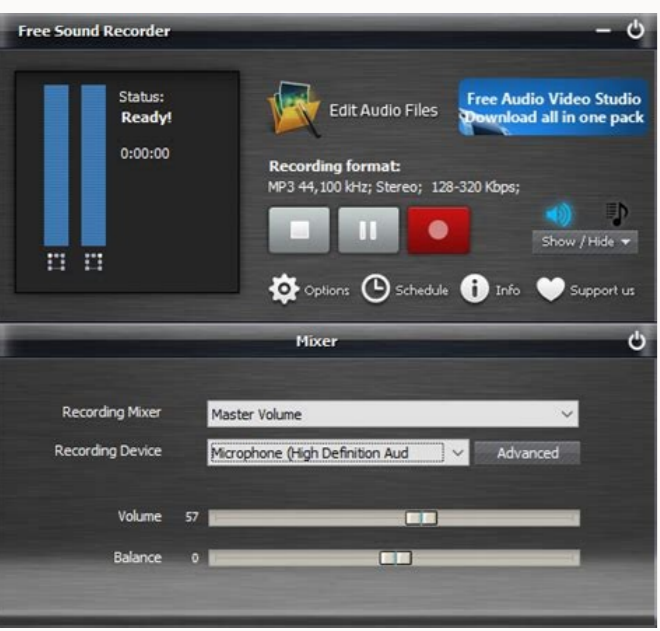 Free Sound Recorder
Status:
Ready!
0:00:00
Edit Audio Files
Free Audio Video Studio
Download all in one pack
Recording format:
MP3 44,100 kHz; Stereo; 128-320 Kbps;
Show / Hide
Options
Schedule
Info
Support us
Mixer
Recording Mixer
Master Volume
Recording Device
Microphone (High Definition Aud
Advanced
Volume
57
Balance
0